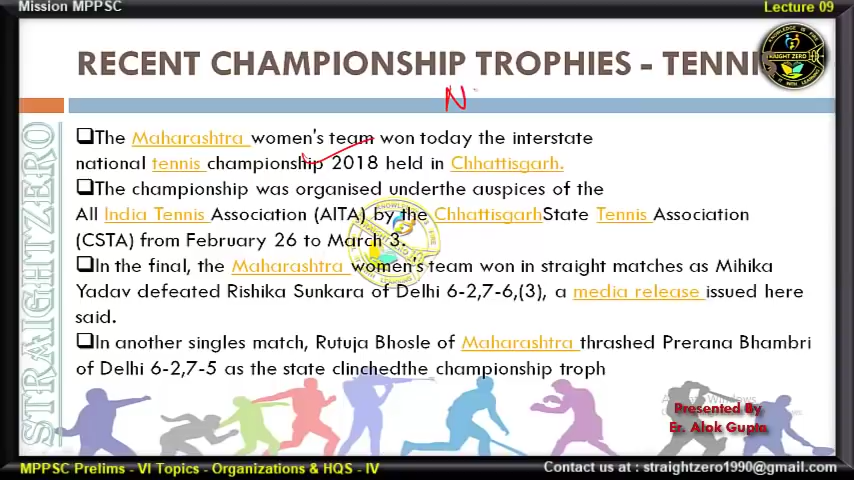 Mission MPPSC
Lecture 09
RECENT CHAMPIONSHIP TROPHIES - TENNI
N
❑The Maharashtra women's team won today the interstate
national tennis championship 2018 held in Chhattisgarh.
❑The championship was organised underthe auspices of the
All India Tennis Association (AITA) by the ChhattisgarhState Tennis Association
(CSTA) from February 26 to March 3.
❑In the final, the Maharashtra women's team won in straight matches as Mihika
Yadav defeated Rishika Sunkara of Delhi 6-2,7-6,(3), a media release issued here
said.
❑In another singles match, Rutuja Bhosle of Maharashtra thrashed Prerana Bhambri
of Delhi 6-2,7-5 as the state clinchedthe championship troph
STRAIGHTZERO
Presented By
Er. Alok Gupta
MPPSC Prelims - VI Topics - Organizations & HQS - IV
Contact us at : straightzero1990@gmail.com